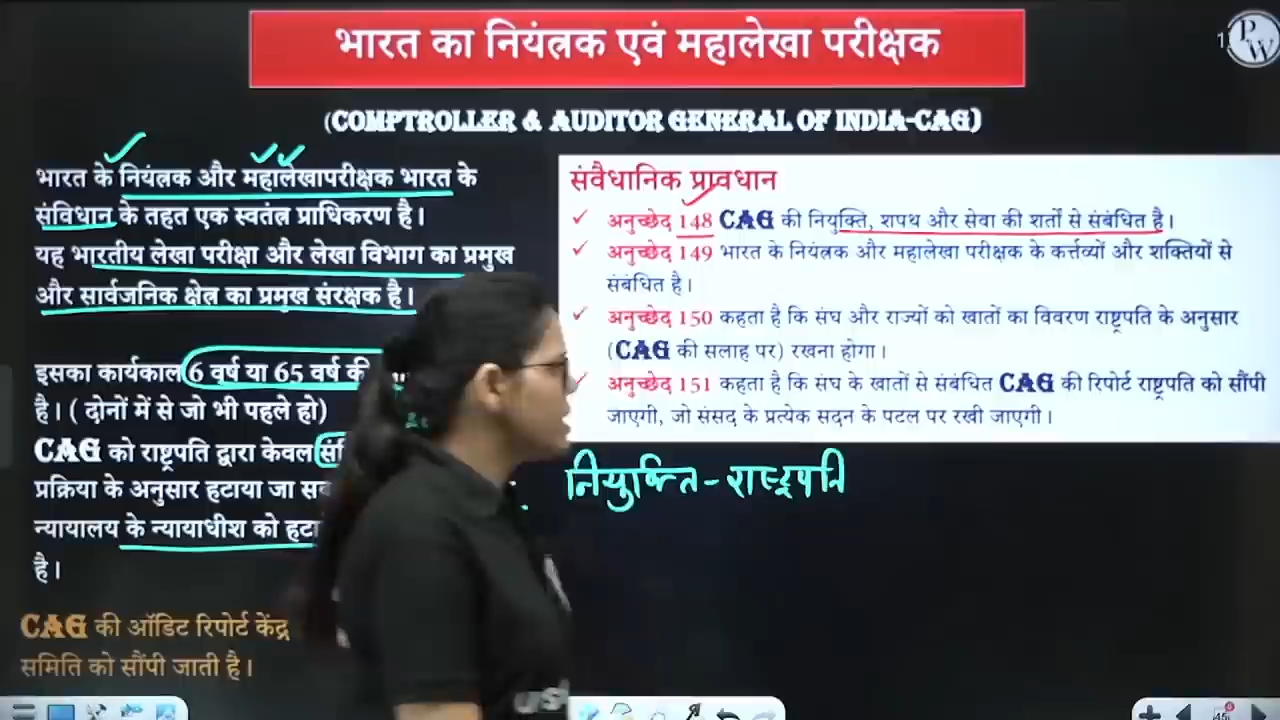 भारत का नियंत्रक एवं महालेखा परीक्षक
PW
(COMPTROLLER & AUDITOR GENERAL OF INDIA-CAG)
भारत के नियंत्रक और महालेखापरीक्षक भारत के
संविधान के तहत एक स्वतंत्र प्राधिकरण है।
यह भारतीय लेखा परीक्षा और लेखा विभाग का प्रमुख
और सार्वजनिक क्षेत्र का प्रमुख संरक्षक है।
इसका कार्यकाल 6 वर्ष या 65 वर्ष की
है। ( दोनों में से जो भी पहले हो)
CAG को राष्ट्रपति द्वारा केवल
प्रक्रिया के अनुसार हटाया जा
न्यायालय के न्यायाधीश को हटा
है।
CAG की ऑडिट रिपोर्ट केंद्र
समिति को सौंपी जाती है।
संवैधानिक प्रावधान
✓ अनुच्छेद 148 CAG की नियुक्ति, शपथ और सेवा की शर्तों से संबंधित है।
✓ अनुच्छेद 149 भारत के नियंत्रक और महालेखा परीक्षक के कर्त्तव्यों और शक्तियों से
संबंधित है।
✓ अनुच्छेद 150 कहता है कि संघ और राज्यों को खातों का विवरण राष्ट्रपति के अनुसार
(CAG की सलाह पर) रखना होगा।
✓ अनुच्छेद 151 कहता है कि संघ के खातों से संबंधित CAG की रिपोर्ट राष्ट्रपति को सौंपी
जाएगी, जो संसद के प्रत्येक सदन के पटल पर रखी जाएगी।
नियुक्ति - राष्ट्रपति